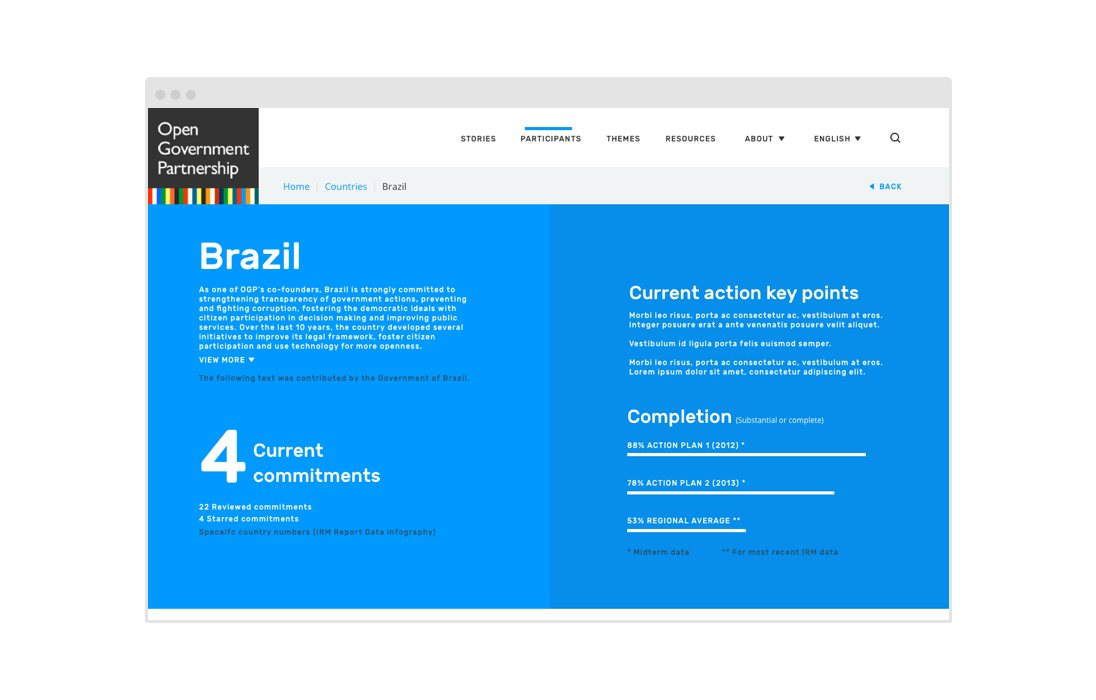 Open
Government
Partnership
STORIES
PARTICIPANTS
THEMES
RESOURCES
ABOUT
ENGLISH
Home | Countries | Brazil
BACK
Brazil
As one of OGP's co-founders, Brazil is strongly committed to
strengthening transparency of government actions, preventing
and fighting corruption, fostering the democratic ideals with
citizen participation in decision making and improving public
services. Over the last 10 years, the country developed several
initiatives to improve its legal framework, foster citizen
participation and use technology for more openness.
VIEW MORE
The following text was contributed by the Government of Brazil.
4 Current
commitments
22 Reviewed commitments
4 Starred commitments
Speceifc country numbers (IRM Report Data infography)
Current action key points
Morbi leo risus, porta ac consectetur ac, vestibulum at eros.
Integer posuere erat a ante venenatis posuere velit aliquet.
Vestibulum id ligula porta felis euismod semper.
Morbi leo risus, porta ac consectetur ac, vestibulum at eros.
Lorem ipsum dolor sit amet, consectetur adipiscing elit.
Completion (Substantial or complete)
88% ACTION PLAN 1 (2012) *
78% ACTION PLAN 2 (2013) *
53% REGIONAL AVERAGE **
* Midterm data
** For most recent IRM data